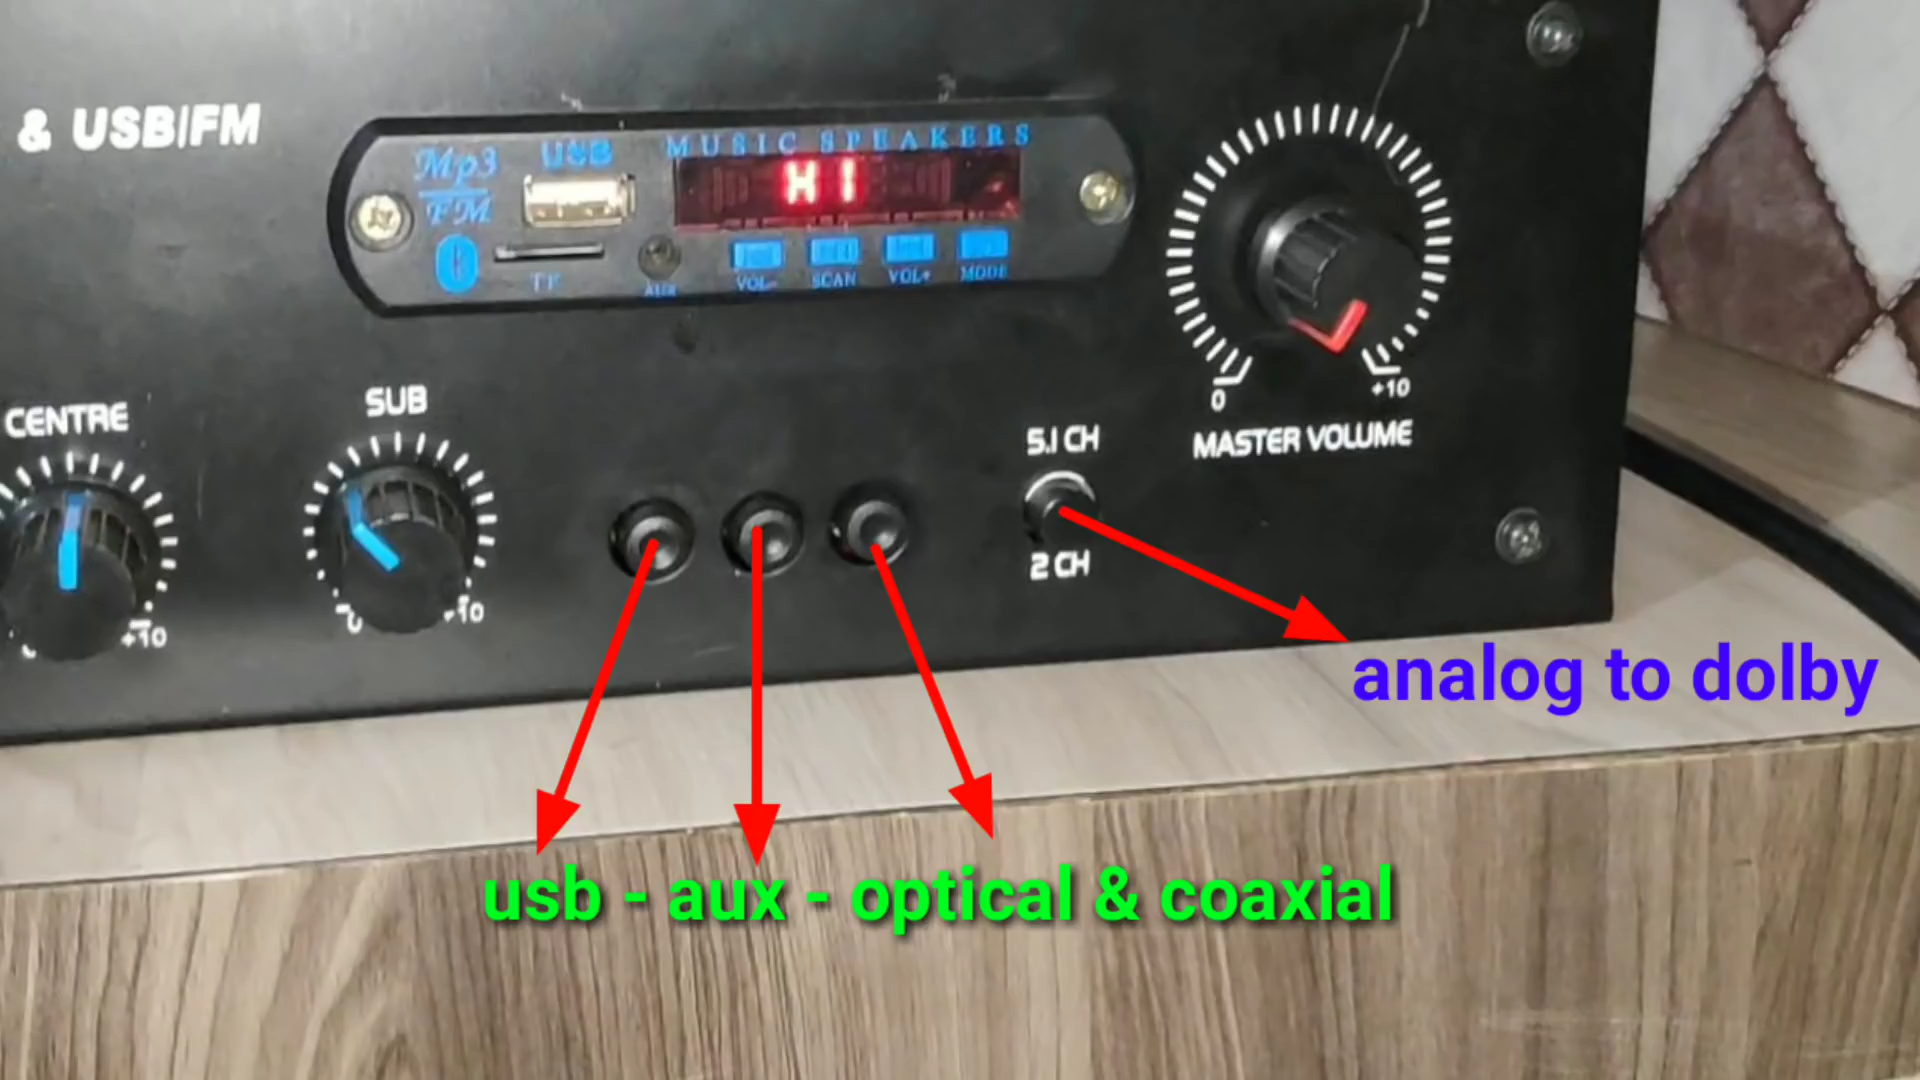 & USB/FM
Mp3
FM
USB
MUSIC SPEAKERS
HI
TF
AUX
VOL-
SCAN
VOL+
MODE
0
+10
MASTER VOLUME
CENTRE
+10
SUB
+10
5.1 CH
2 CH
analog to dolby
usb - aux - optical & coaxial